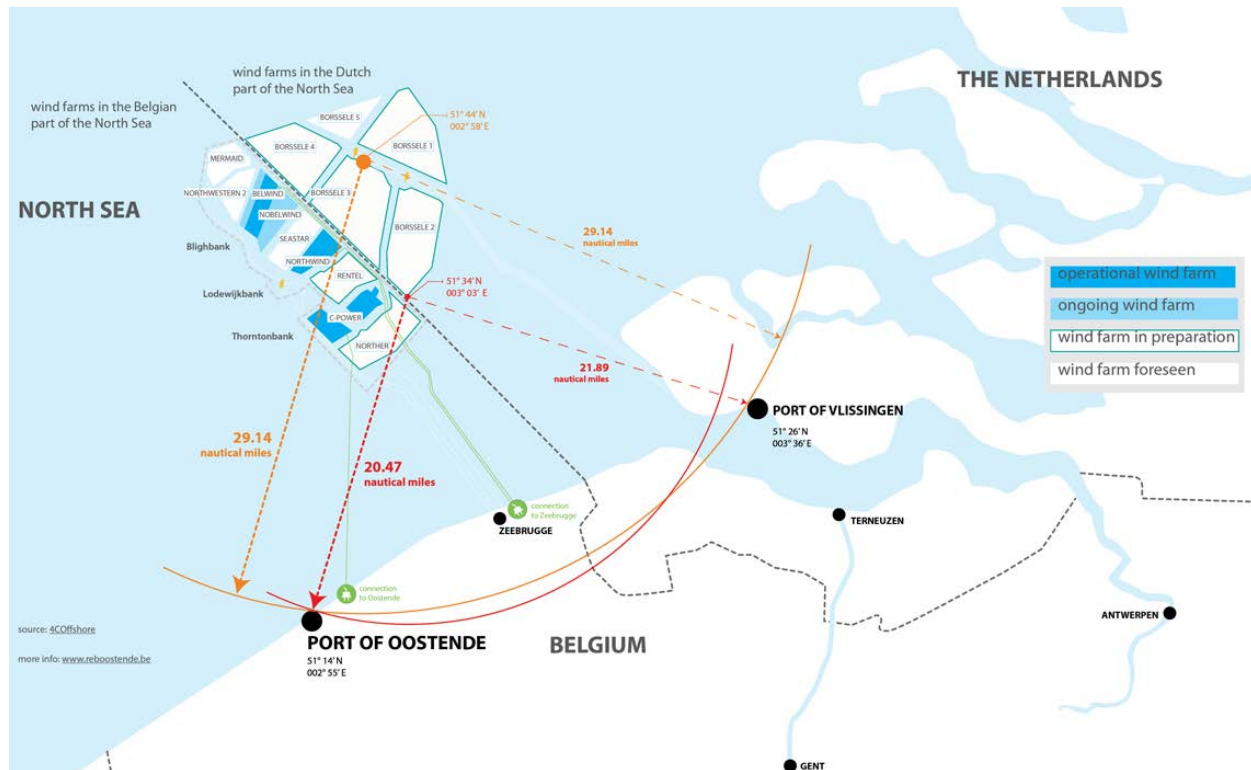 wind farms in the Dutch
part of the North Sea
THE NETHERLANDS
wind farms in the Belgian
part of the North Sea
BORSSELE 5
51° 44' N
002° 58' E
BORSSELE 4
BORSSELE 1
MERMAID
NORTHWESTERN 2
BELWIND
BORSSELE 3
NORTH SEA
NOBELWIND
BORSSELE 2
SEASTAR
Blighbank
NORTHWIND
29.14
nautical miles
RENTEL
51° 34' N
003° 03' E
Lodewijkbank
C-POWER
Thorntonbank
NORTHER
operational wind farm
ongoing wind farm
wind farm in preparation
wind farm foreseen
21.89
nautical miles
PORT OF VLISSINGEN
51° 26' N
003° 36' E
29.14
nautical miles
20.47
nautical miles
connection
to Zeebrugge
ZEEBRUGGE
TERNEUZEN
connection
to Oostende
ANTWERPEN
source: 4COffshore
PORT OF OOSTENDE
BELGIUM
51° 14' N
002° 55' E
more info: www.reboostende.be
GENT